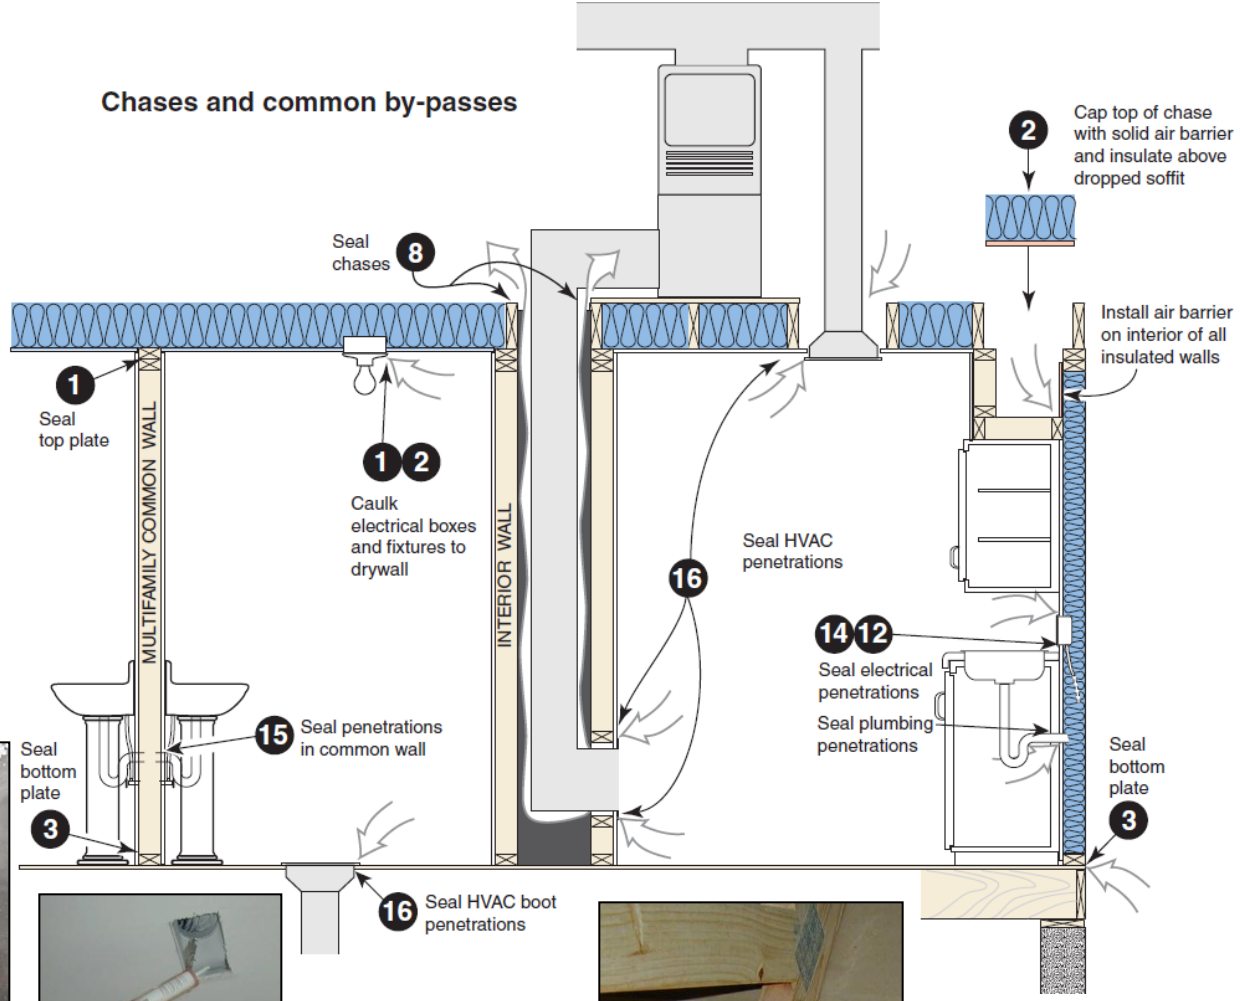 Chases and common by-passes
2
Cap top of chase
with solid air barrier
and insulate above
dropped soffit
Seal
chases
8
Install air barrier
on interior of all
insulated walls
1
Seal
top plate
MULTIFAMILY COMMON WALL
1 2
Caulk
electrical boxes
and fixtures to
drywall
INTERIOR WALL
Seal HVAC
penetrations
16
14 12
Seal electrical
penetrations
Seal plumbing
penetrations
15
Seal penetrations
in common wall
Seal
bottom
plate
3
Seal
bottom
plate
3
16
Seal HVAC boot
penetrations